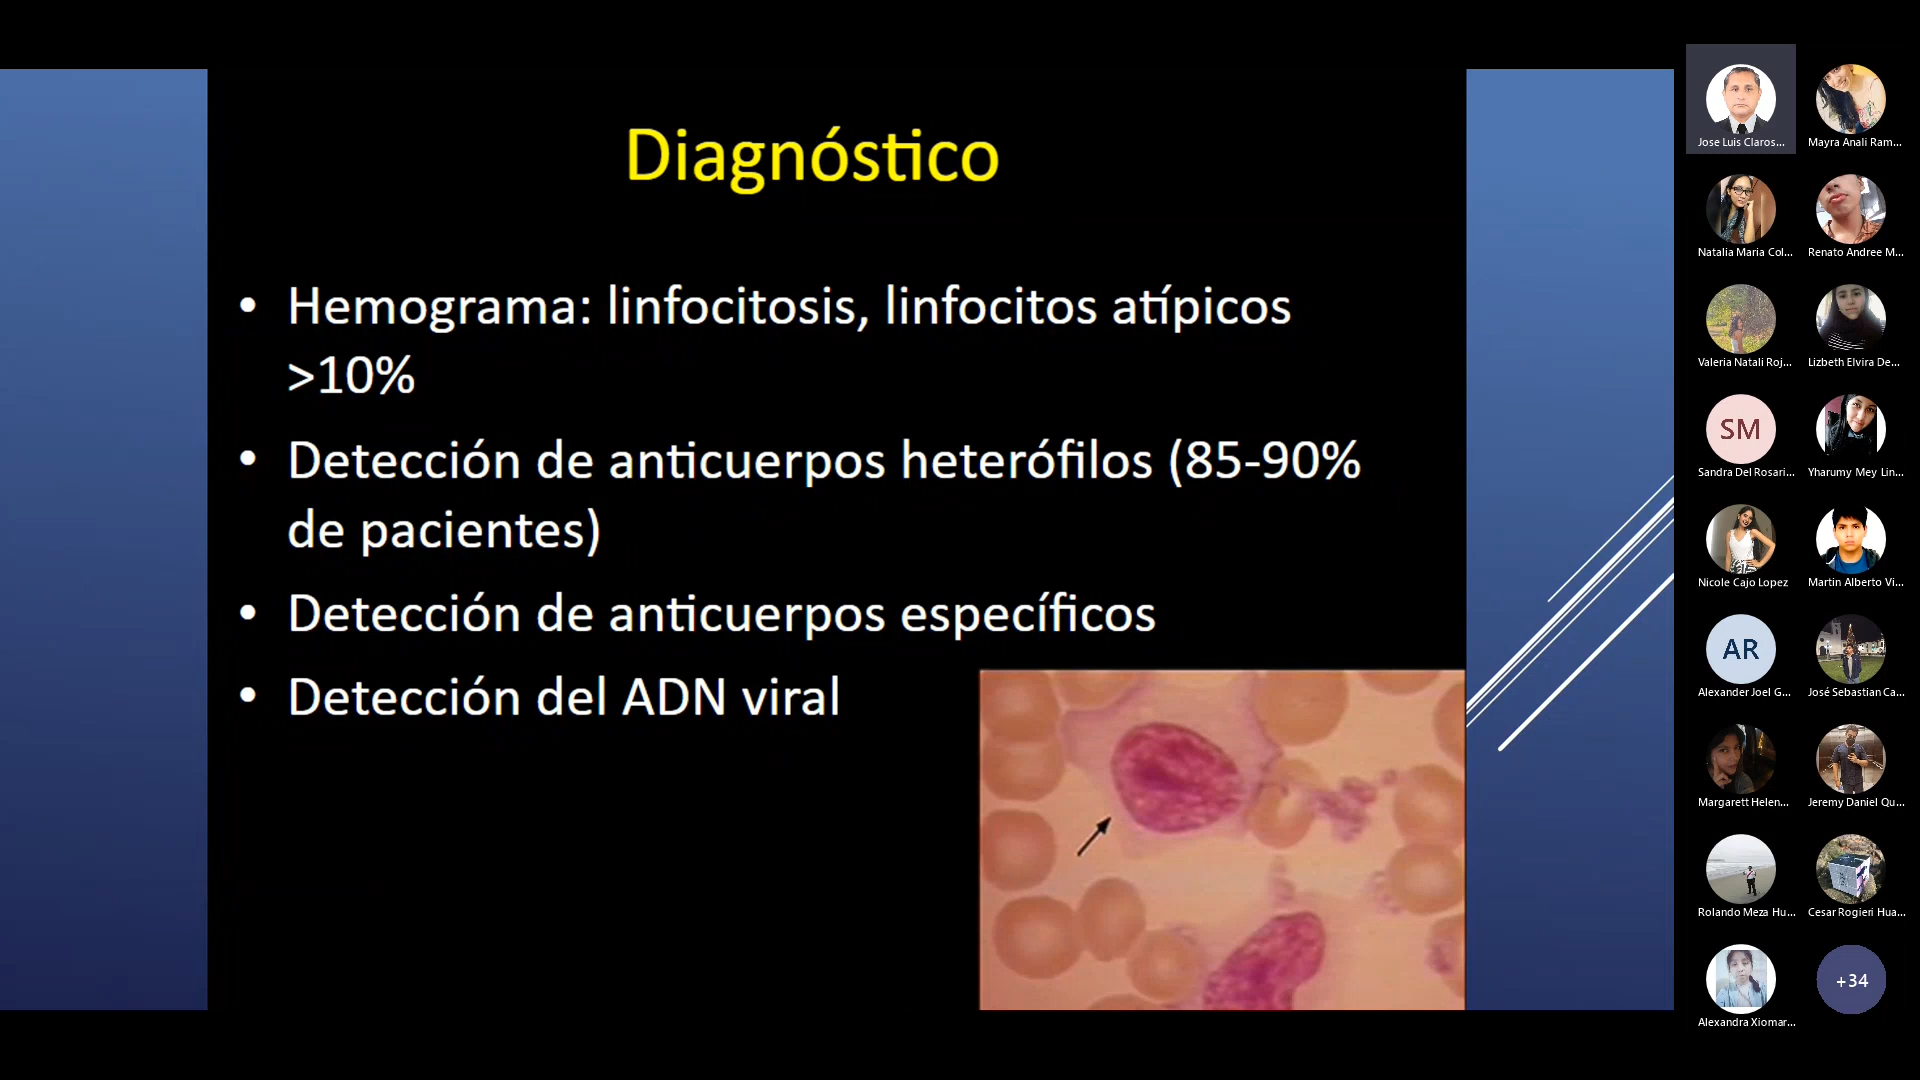 Diagnóstico
• Hemograma: linfocitosis, linfocitos atípicos
>10%
• Detección de anticuerpos heterófilos (85-90%
de pacientes)
• Detección de anticuerpos específicos
• Detección del ADN viral
Jose Luis Claros...
Mayra Anali Ram...
Natalia Maria Col...
Renato Andree M...
Valeria Natali Roj...
Lizbeth Elvira De...
SM
Sandra Del Rosari...
Yharumy Mey Lin...
Nicole Cajo Lopez
Martin Alberto Vi...
AR
Alexander Joel G...
José Sebastian Ca...
Margarett Helen...
Jeremy Daniel Qu...
Rolando Meza Hu...
Cesar Rogieri Hua...
Alexandra Xiomar...
+34